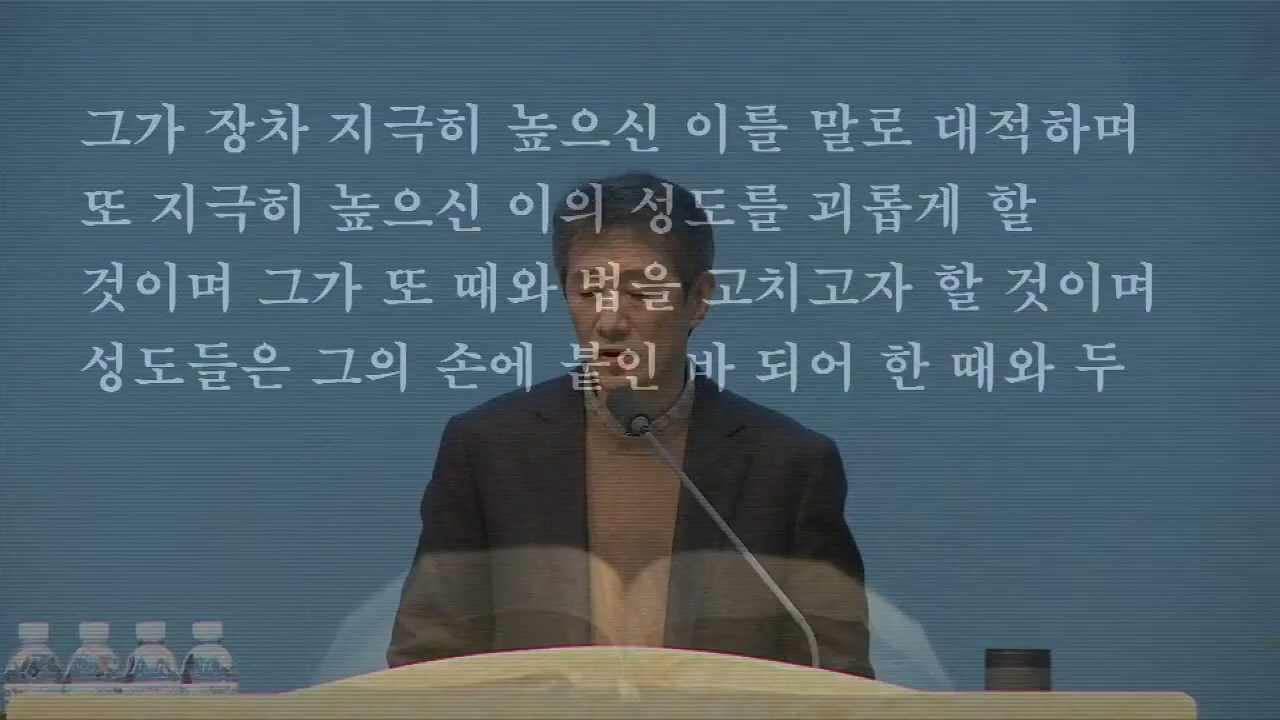 그가 장차 지극히 높으신 이를 말로 대적하며
또 지극히 높으신 이의 성도를 괴롭게 할
것이며 그가 또 때와 법을 고치고자 할 것이며
성도들은 그의 손에 붙인 바 되어 한 때와 두